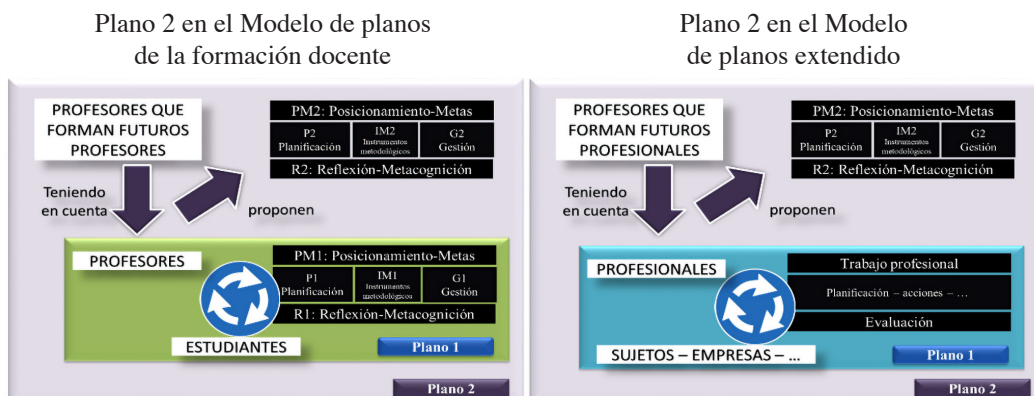 Plano 2 en el Modelo de planos
de la formación docente
PROFESORES QUE
FORMAN FUTUROS
PROFESORES
PM2: Posicionamiento-Metas
P2
Planificación
IM2
Instrumentos
metodológicos
G2
Gestión
R2: Reflexión-Metacognición
Teniendo
en cuenta
proponen
PROFESORES
PM1: Posicionamiento-Metas
P1
Planificación
IM1
Instrumentos
metodológicos
G1
Gestión
R1: Reflexión-Metacognición
ESTUDIANTES
Plano 1
Plano 2
Plano 2 en el Modelo
de planos extendido
PROFESORES QUE
FORMAN FUTUROS
PROFESIONALES
PM2: Posicionamiento-Metas
P2
Planificación
IM2
Instrumentos
metodológicos
G2
Gestión
R2: Reflexión-Metacognición
Teniendo
en cuenta
proponen
PROFESIONALES
Trabajo profesional
Planificación – acciones – ...
Evaluación
SUJETOS – EMPRESAS – ...
Plano 1
Plano 2